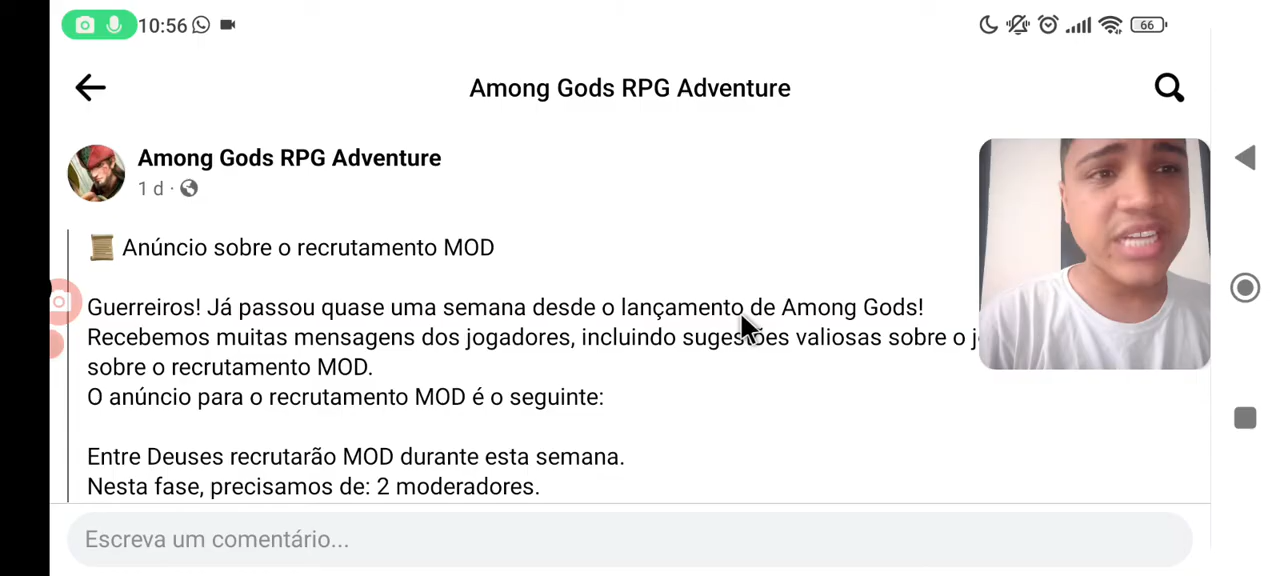 10:56
66
Among Gods RPG Adventure
Among Gods RPG Adventure
1 d ·
Anúncio sobre o recrutamento MOD
Guerreiros! Já passou quase uma semana desde o lançamento de Among Gods!
Recebemos muitas mensagens dos jogadores, incluindo sugestões valiosas sobre o
sobre o recrutamento MOD.
O anúncio para o recrutamento MOD é o seguinte:
Entre Deuses recrutarão MOD durante esta semana.
Nesta fase, precisamos de: 2 moderadores.
Escreva um comentário...